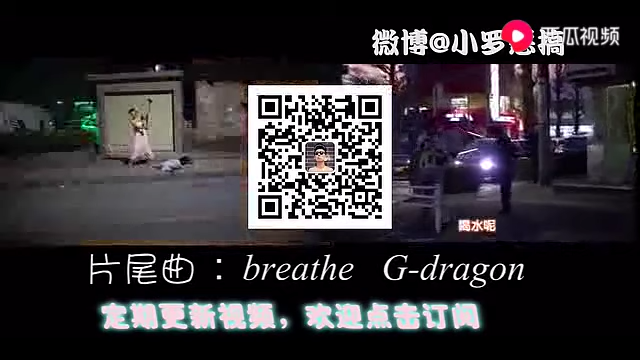 微博@小罗恶搞
西瓜视频
喝水呢
片尾曲：breathe G-dragon
定期更新视频，欢迎点击订阅